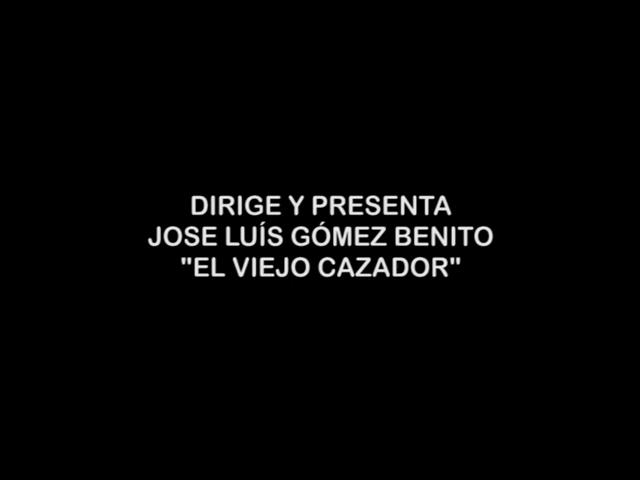 DIRIGE Y PRESENTA
JOSE LUÍS GÓMEZ BENITO
"EL VIEJO CAZADOR"